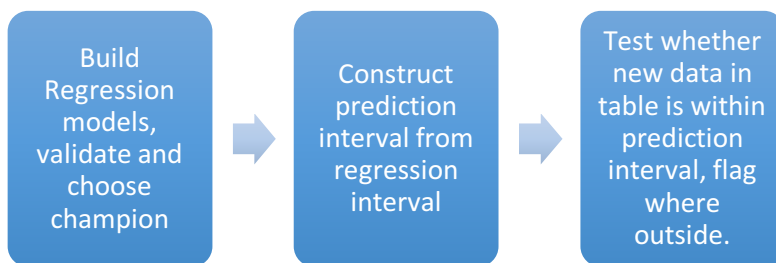 Build
Regression
models,
validate and
choose
champion
Construct
prediction
interval from
regression
interval
Test whether
new data in
table is within
prediction
interval, flag
where
outside.